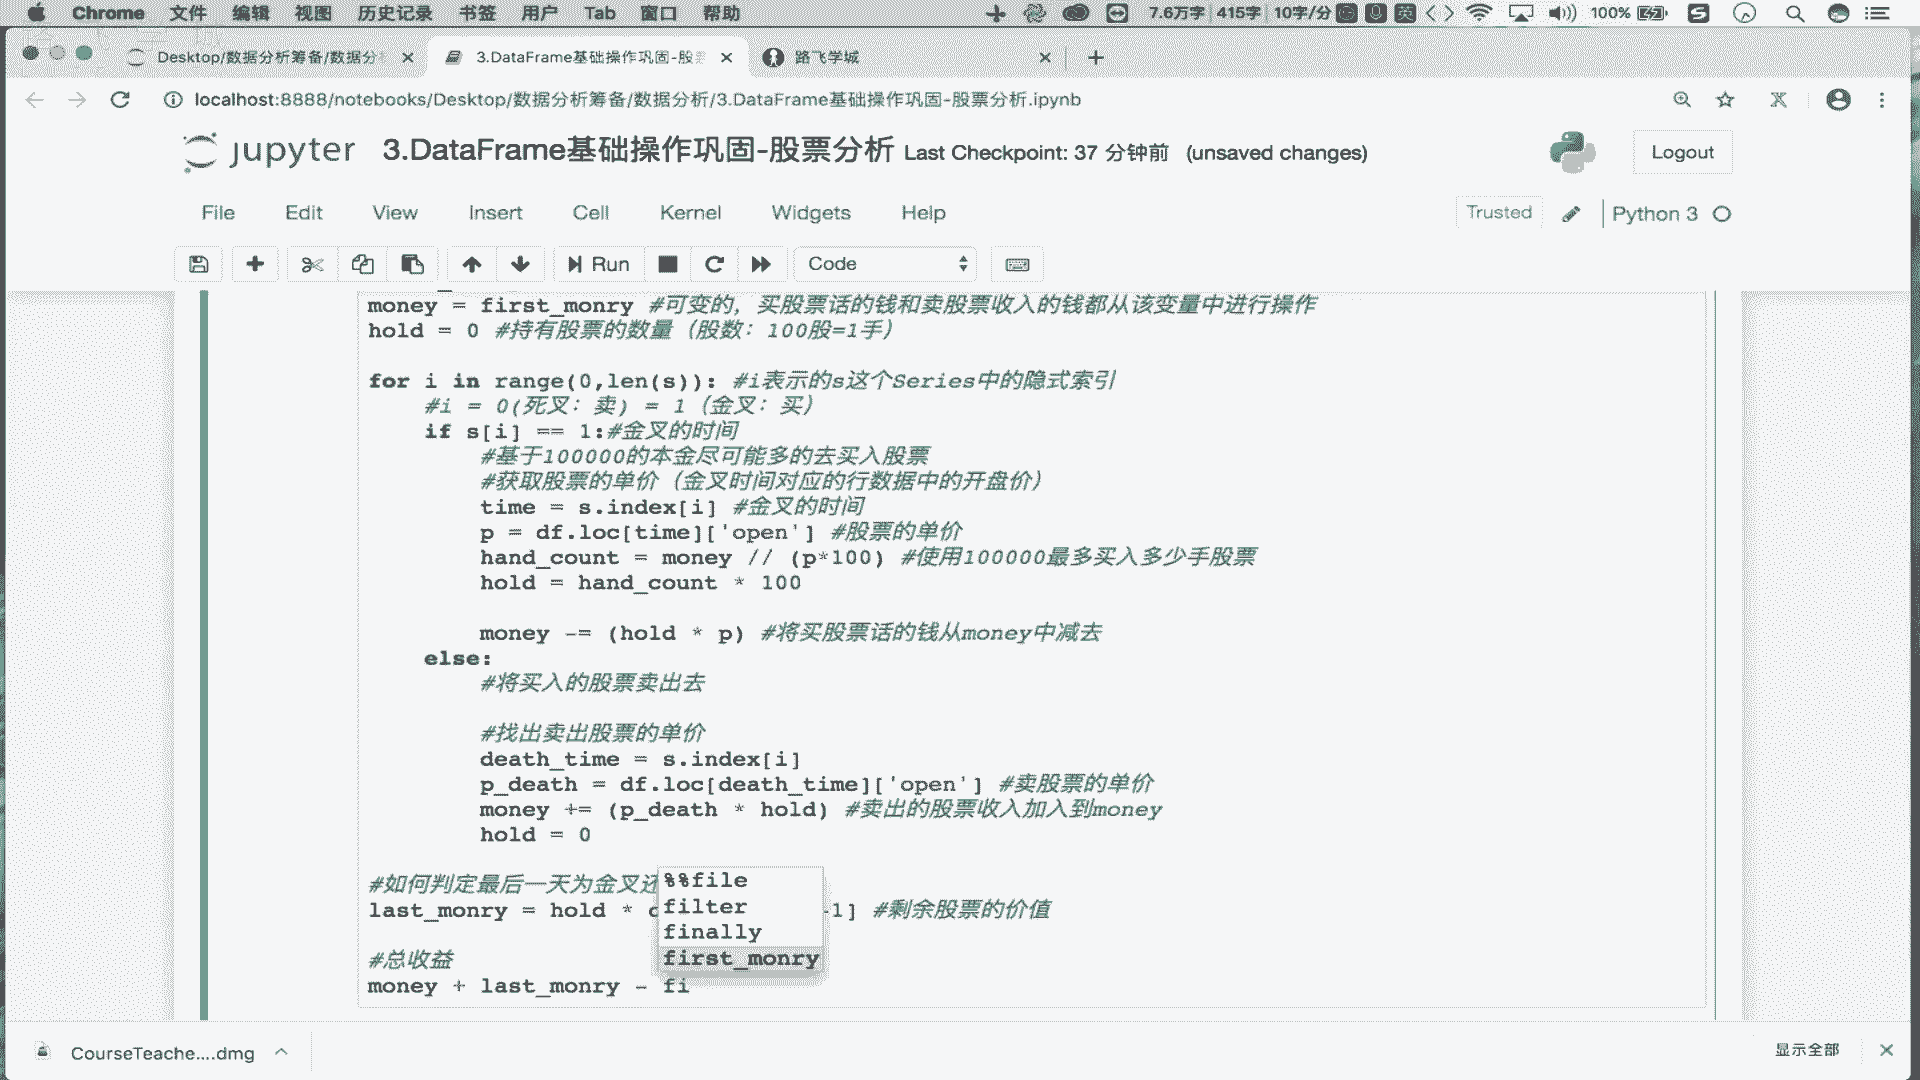 Chrome 文件 编辑 视图 历史记录 书签 用户 Tab 窗口 帮助 7.6万字 415字 10字/分 英 100%
Desktop/数据分析筹备/数据分 3.DataFrame基础操作巩固-股 路飞学城
localhost:8888/notebooks/Desktop/数据分析筹备/数据分析/3.DataFrame基础操作巩固-股票分析.ipynb
jupyter 3.DataFrame基础操作巩固-股票分析 Last Checkpoint: 37 分钟前 (unsaved changes) Logout
File Edit View Insert Cell Kernel Widgets Help Trusted Python 3
Run Code
money = first_monry #可变的，买股票话的钱和卖股票收入的钱都从该变量中进行操作
hold = 0 #持有股票的数量（股数：100股=1手）
for i in range(0,len(s)): #i表示的s这个Series中的隐式索引
#i = 0(死叉：卖) = 1（金叉：买）
if s[i] == 1:#金叉的时间
#基于100000的本金尽可能多的去买入股票
#获取股票的单价（金叉时间对应的行数据中的开盘价）
time = s.index[i] #金叉的时间
p = df.loc[time]['open'] #股票的单价
hand_count = money // (p*100) #使用100000最多买入多少手股票
hold = hand_count * 100
money -= (hold * p) #将买股票话的钱从money中减去
else:
#将买入的股票卖出去
#找出卖出股票的单价
death_time = s.index[i]
p_death = df.loc[death_time]['open'] #卖股票的单价
money += (p_death * hold) #卖出的股票收入加入到money
hold = 0
#如何判定最后一天为金叉还 %%file
filter
last_monry = hold * -1] #剩余股票的价值
finally
first_monry
#总收益
money + last_monry - fi
CourseTeache....dmg 显示全部